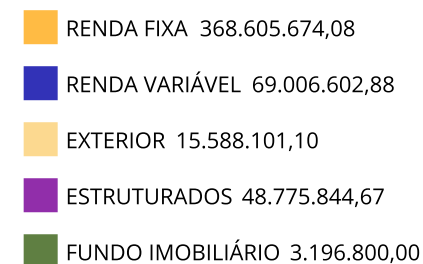 RENDA FIXA 368.605.674,08
RENDA VARIÁVEL 69.006.602,88
EXTERIOR 15.588.101,10
ESTRUTURADOS 48.775.844,67
FUNDO IMOBILIÁRIO 3.196.800,00